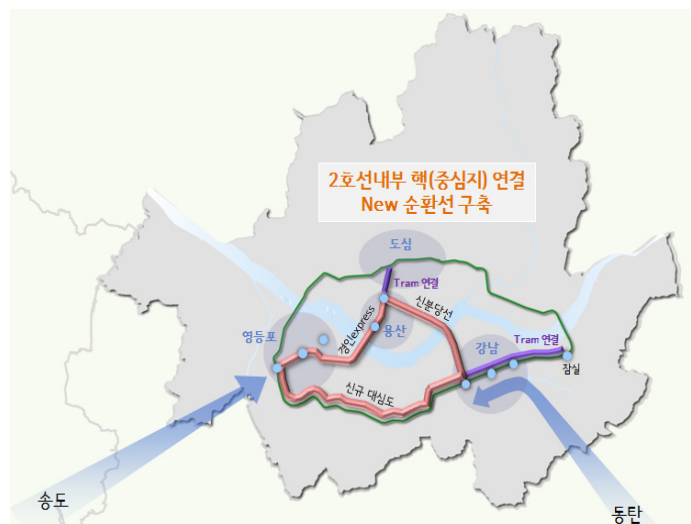 2호선내부 핵(중심지) 연결
New 순환선 구축
도심
Tram 연결
신분당선
경인express
용산
영등포
강남
Tram 연결
잠실
신규 대심도
송도
동탄